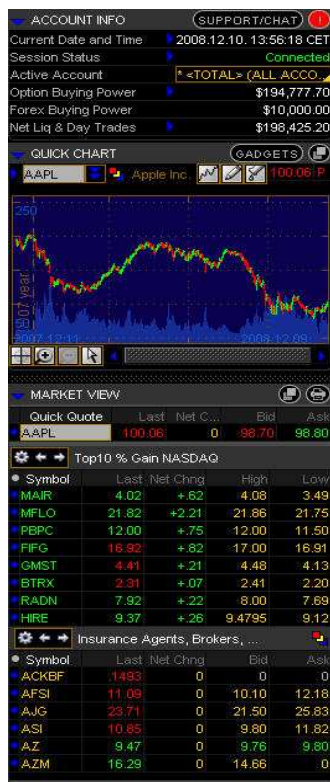 ACCOUNT INFO SUPPORT/CHAT
Current Date and Time 2008.12.10. 13:56:18 CET
Session Status Connected
Active Account * «TOTAL» (ALL ACCO...
Option Buying Power $194,777.70
Forex Buying Power $10,000.00
Net Liq & Day Trades $198,425.20
QUICK CHART GADGETS
AAPL Apple Inc. 100.06 P
250
2007 year
2007.12.11 2008.12.09
MARKET VIEW
Quick Quote Last Net C... Bid Ask
AAPL 100.06 0 98.70 98.80
Top10 % Gain NASDAQ
Symbol Last Net Chng High Low
MAIR 4.02 +.62 4.08 3.49
MFLO 21.82 +2.21 21.86 21.75
PBPC 12.00 +.75 12.00 11.50
FIFG 16.92 +.82 17.00 16.91
GMST 4.41 +.21 4.48 4.13
BTRX 2.31 +.07 2.41 2.20
RADN 7.92 +.22 8.00 7.69
HIRE 9.37 +.26 9.4795 9.12
Insurance Agents, Brokers, ...
Symbol Last Net Chng Bid Ask
ACKBF .1493 0 0 0
AFSI 11.09 0 10.10 12.18
AJG 23.71 0 21.50 25.83
ASI 10.85 0 9.80 11.82
AZ 9.47 0 9.76 9.80
AZM 16.29 0 14.66 0